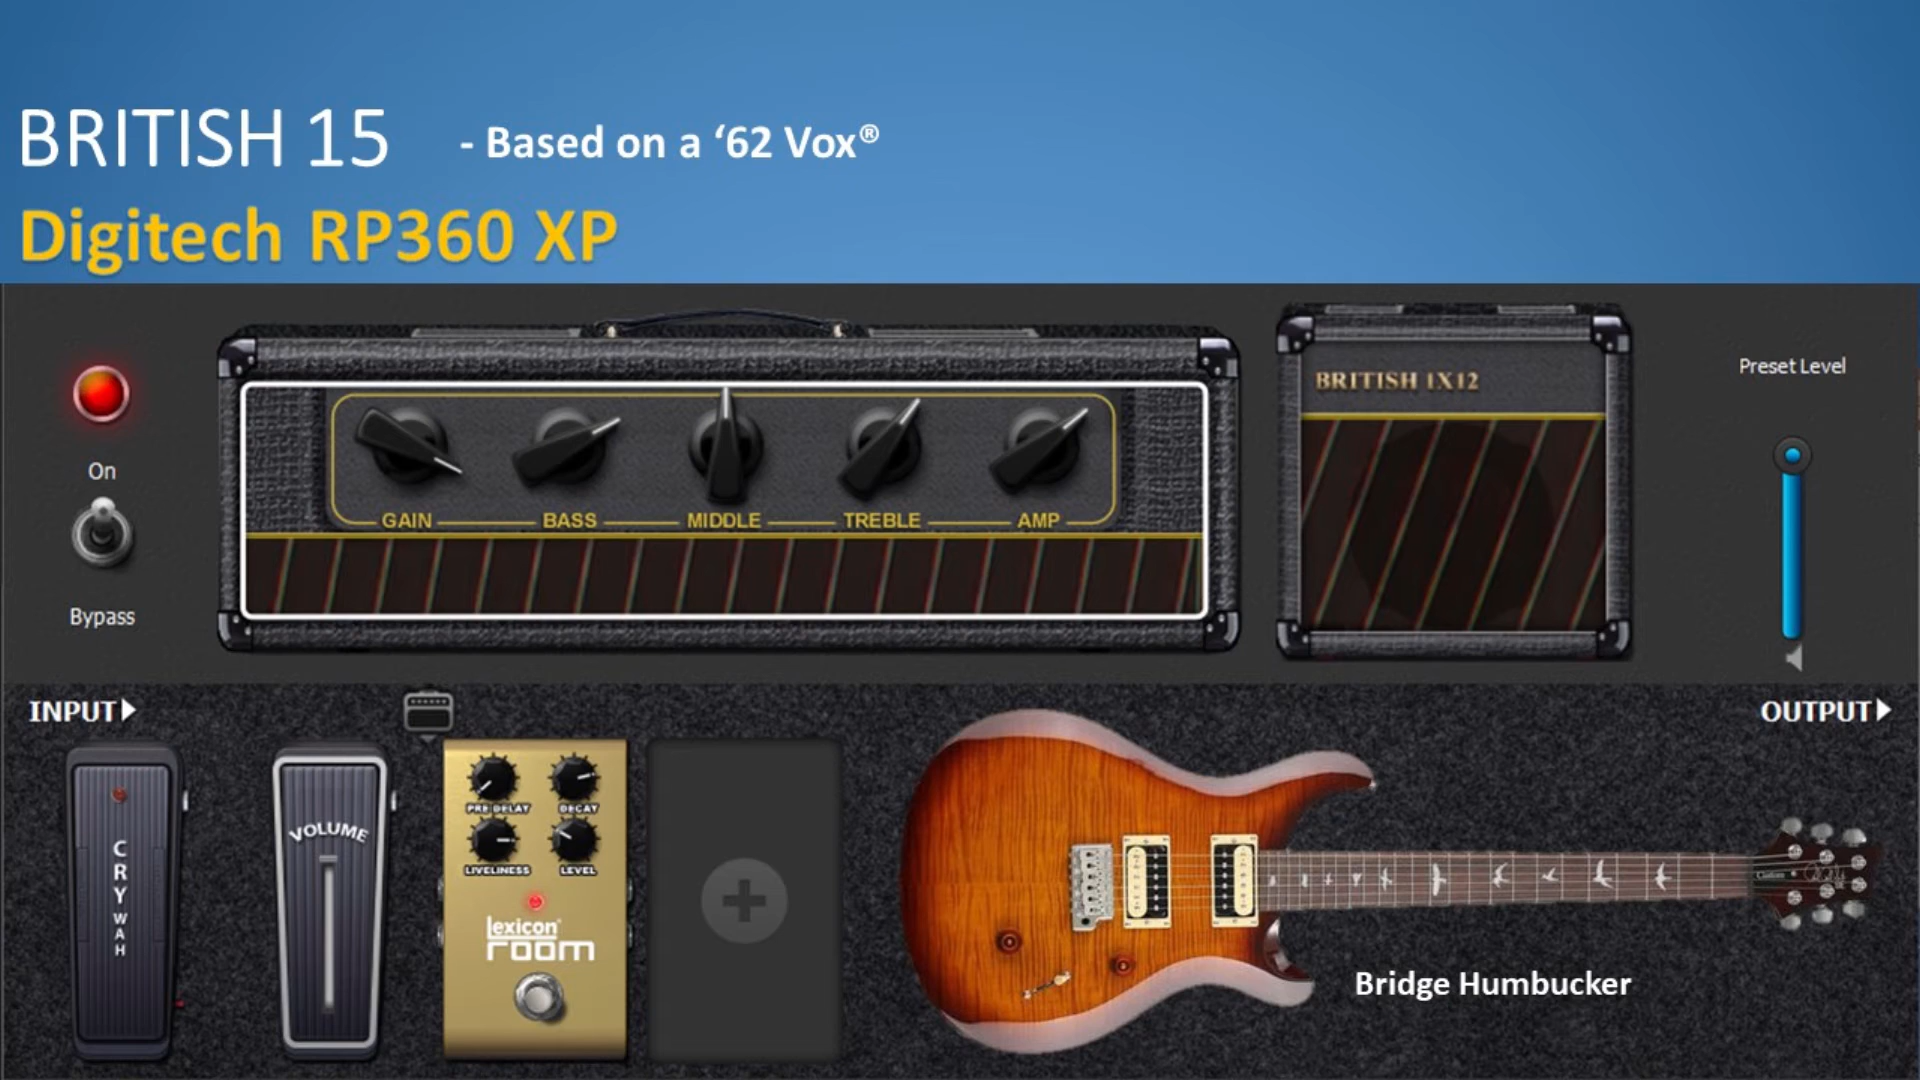 BRITISH 15 - Based on a ‘62 Vox®
Digitech RP360 XP
On
Bypass
GAIN BASS MIDDLE TREBLE AMP
BRITISH 1X12
Preset Level
INPUT
OUTPUT
CRY WAH
VOLUME
PRE DELAY DECAY
LIVELINESS LEVEL
lexicon®
room
Custom
Bridge Humbucker